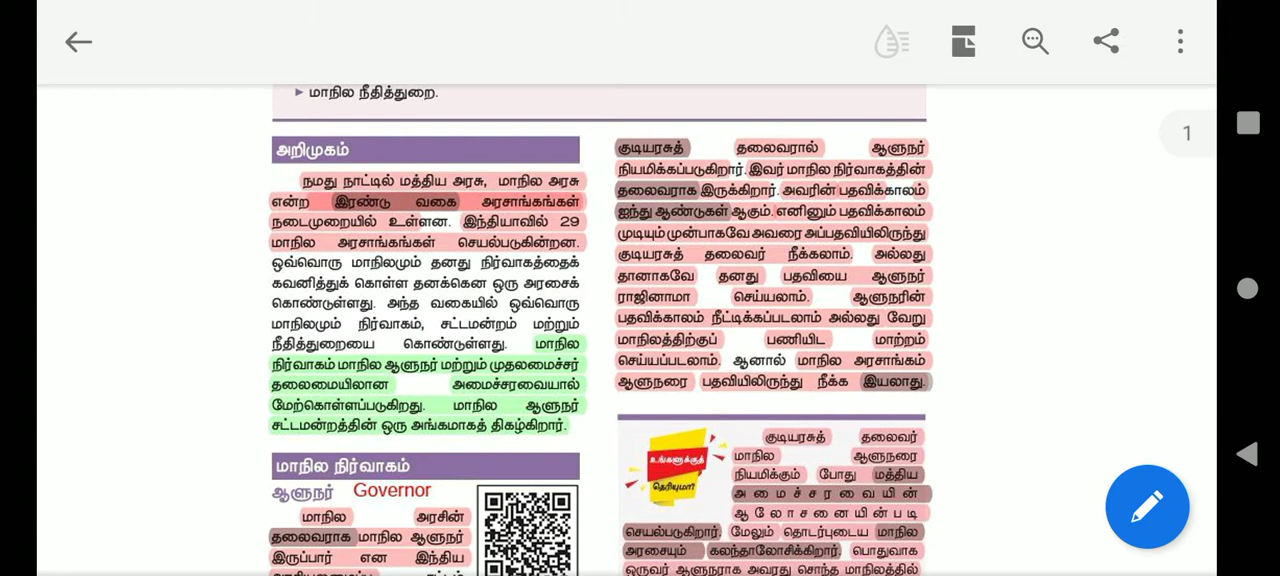 மாநில நீதித்துறை.
1
அறிமுகம்
நமது நாட்டில் மத்திய அரசு, மாநில அரசு
என்ற இரண்டு வகை அரசாங்கங்கள்
நடைமுறையில் உள்ளன. இந்தியாவில் 29
மாநில அரசாங்கங்கள் செயல்படுகின்றன.
ஒவ்வொரு மாநிலமும் தனது நிர்வாகத்தைக்
கவனித்துக் கொள்ள தனக்கென ஒரு அரசைக்
கொண்டுள்ளது. அந்த வகையில் ஒவ்வொரு
மாநிலமும் நிர்வாகம், சட்டமன்றம் மற்றும்
நீதித்துறையை கொண்டுள்ளது. மாநில
நிர்வாகம் மாநில ஆளுநர் மற்றும் முதலமைச்சர்
தலைமையிலான அமைச்சரவையால்
மேற்கொள்ளப்படுகிறது. மாநில ஆளுநர்
சட்டமன்றத்தின் ஒரு அங்கமாகத் திகழ்கிறார்.
மாநில நிர்வாகம்
ஆளுநர் Governor
மாநில அரசின்
தலைவராக மாநில ஆளுநர்
இருப்பார் என இந்திய
குடியரசுத் தலைவரால் ஆளுநர்
நியமிக்கப்படுகிறார். இவர் மாநில நிர்வாகத்தின்
தலைவராக இருக்கிறார். அவரின் பதவிக்காலம்
ஐந்து ஆண்டுகள் ஆகும். எனினும் பதவிக்காலம்
முடியும் முன்பாகவே அவரை அப்பதவியிலிருந்து
குடியரசுத் தலைவர் நீக்கலாம். அல்லது
தானாகவே தனது பதவியை ஆளுநர்
ராஜினாமா செய்யலாம். ஆளுநரின்
பதவிக்காலம் நீட்டிக்கப்படலாம் அல்லது வேறு
மாநிலத்திற்குப் பணியிட மாற்றம்
செய்யப்படலாம். ஆனால் மாநில அரசாங்கம்
ஆளுநரை பதவியிலிருந்து நீக்க இயலாது.
உங்களுக்குத்
தெரியுமா?
குடியரசுத் தலைவர்
மாநில ஆளுநரை
நியமிக்கும் போது மத்திய
அமைச்சரவையின்
ஆலோசனையின்படி
செயல்படுகிறார். மேலும் தொடர்புடைய மாநில
அரசையும் கலந்தாலோசிக்கிறார். பொதுவாக
ஒருவர் ஆளுநராக அவரது சொந்த மாநிலத்தில்